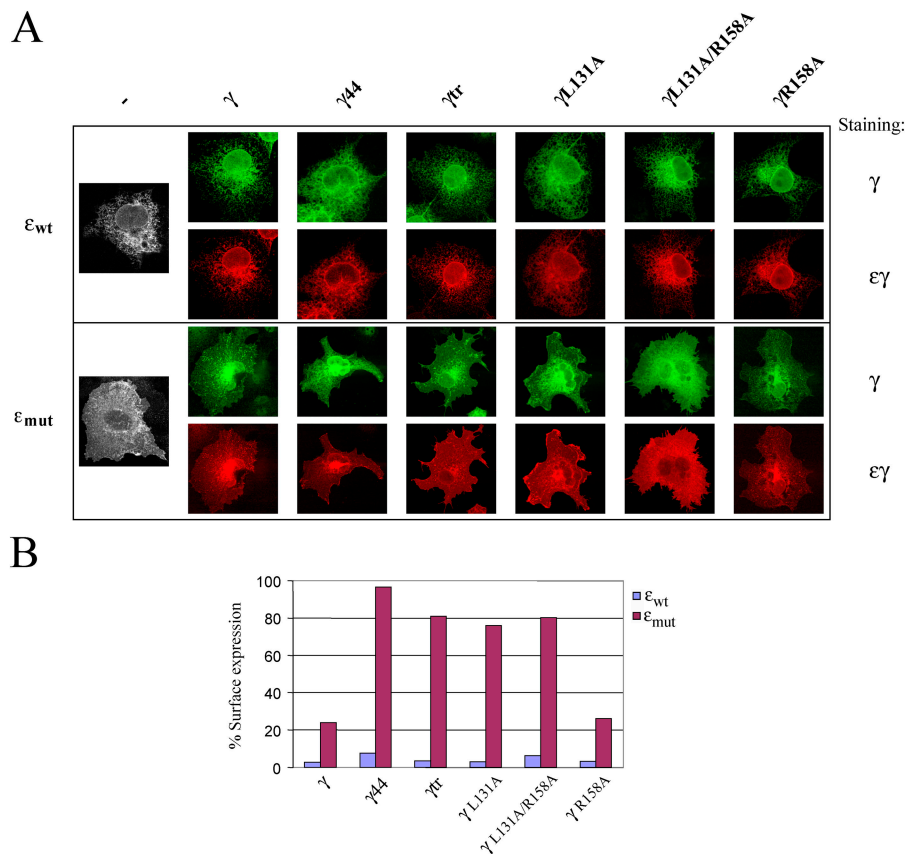 A
- γ γ44 γtr γL131A γL131A/R158A γR158A
Staining:
εwt
γ
εγ
εmut
γ
εγ
B
100
80
60
40
20
0
% Surface expression
εwt
εmut
γ γ44 γtr γ L131A γ L131A/R158A γ R158A